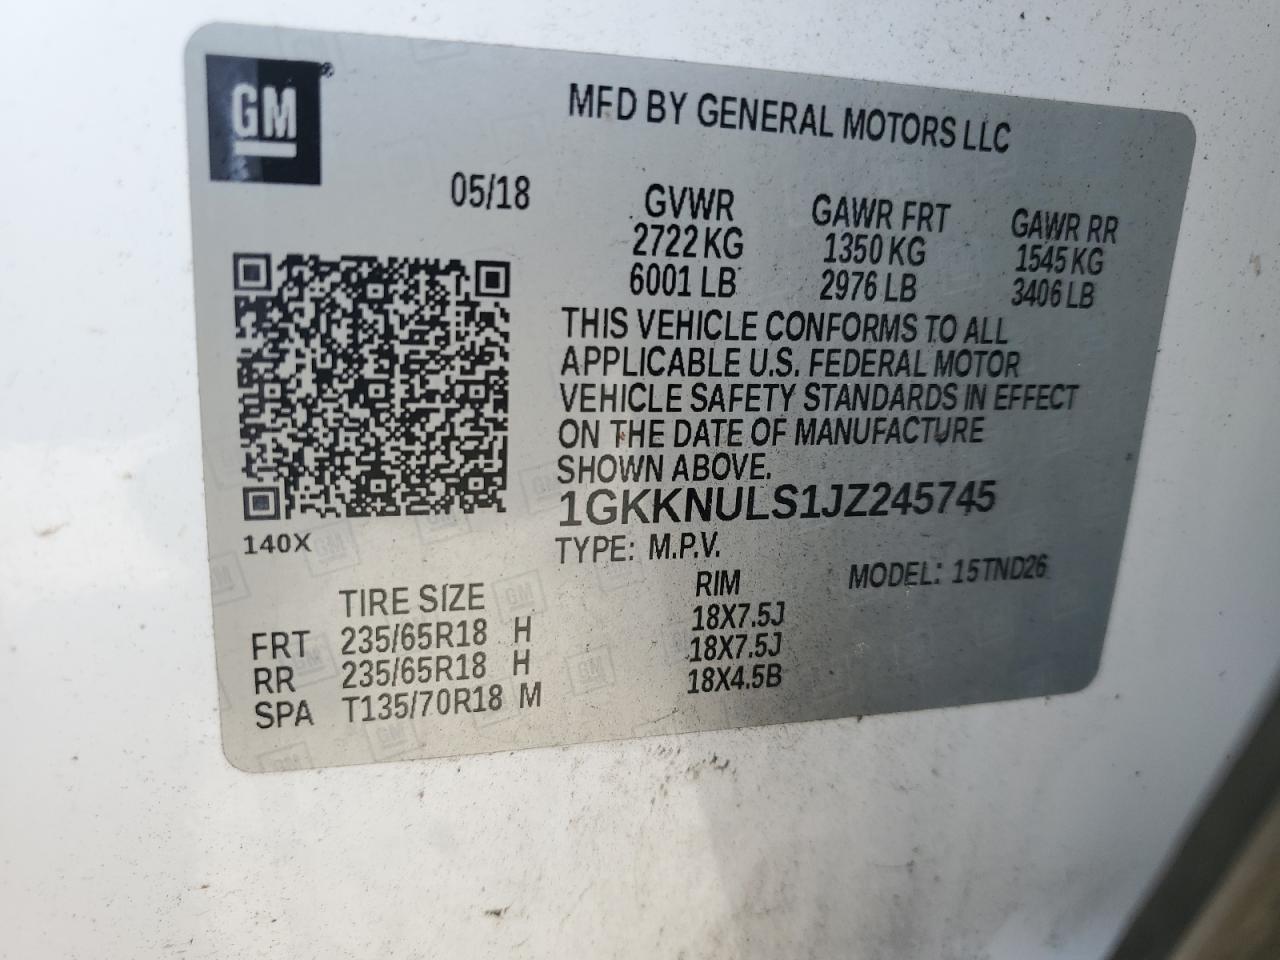 GM®
MFD BY GENERAL MOTORS LLC
05/18
GVWR GAWR FRT GAWR RR
2722 KG 1350 KG 1545 KG
6001 LB 2976 LB 3406 LB
THIS VEHICLE CONFORMS TO ALL
APPLICABLE U.S. FEDERAL MOTOR
VEHICLE SAFETY STANDARDS IN EFFECT
ON THE DATE OF MANUFACTURE
SHOWN ABOVE.
1GKKNULS1JZ245745
140X
TYPE: M.P.V. MODEL: 15TND26
TIRE SIZE RIM
FRT 235/65R18 H 18X7.5J
RR 235/65R18 H 18X7.5J
SPA T135/70R18 M 18X4.5B